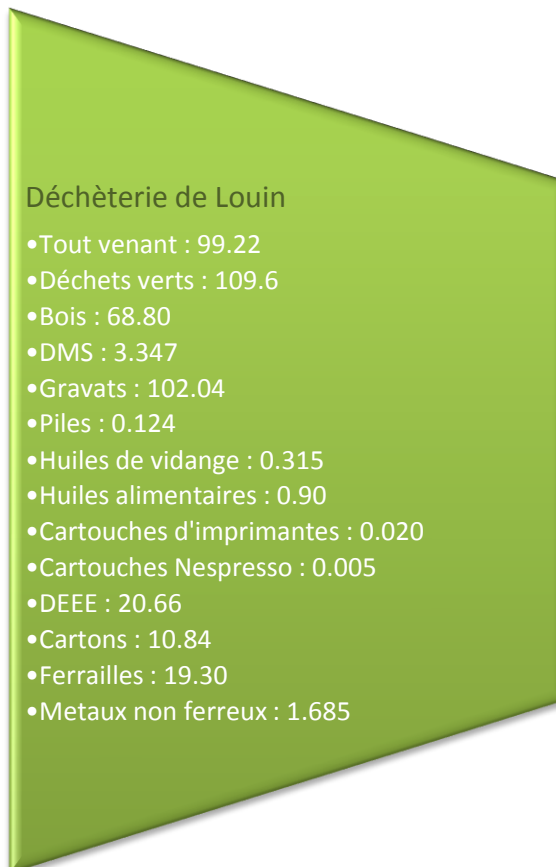 Déchèterie de Louin
•Tout venant : 99.22
•Déchets verts : 109.6
•Bois : 68.80
•DMS : 3.347
•Gravats : 102.04
•Piles : 0.124
•Huiles de vidange : 0.315
•Huiles alimentaires : 0.90
•Cartouches d'imprimantes : 0.020
•Cartouches Nespresso : 0.005
•DEEE : 20.66
•Cartons : 10.84
•Ferrailles : 19.30
•Metaux non ferreux : 1.685